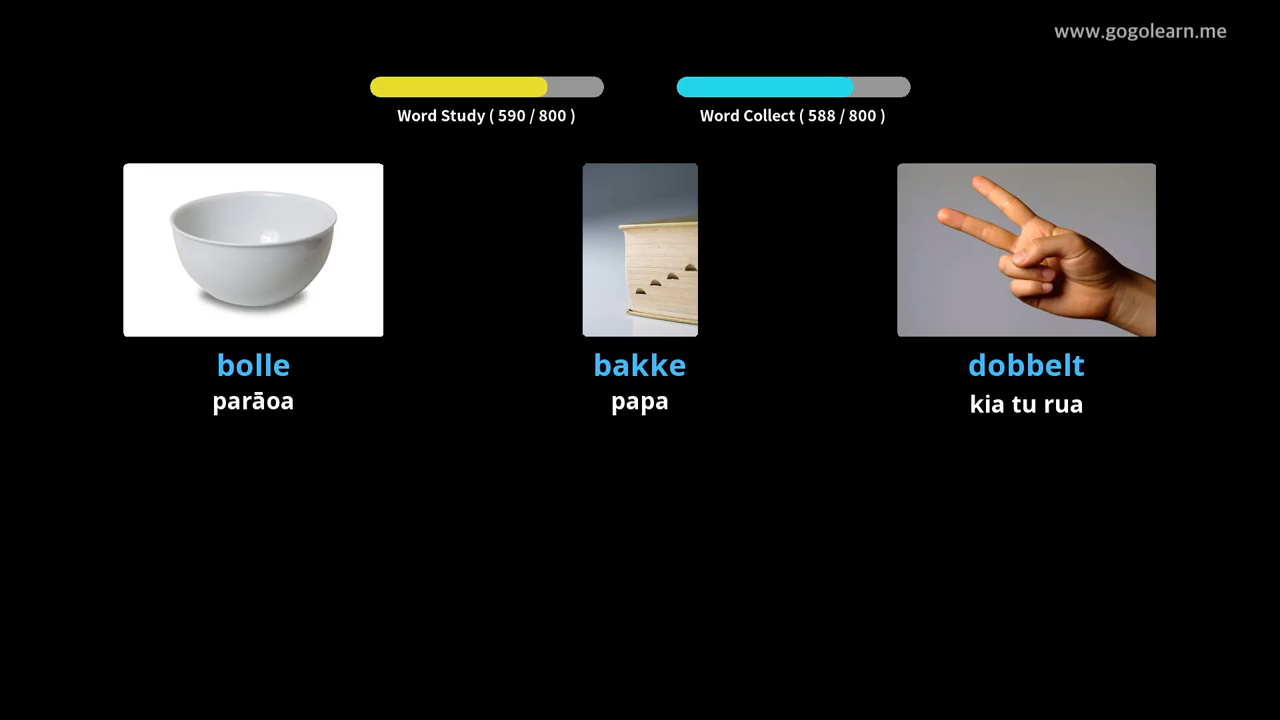 www.gogolearn.me
Word Study ( 590 / 800 )
Word Collect ( 588 / 800 )
bolle
parāoa
bakke
papa
dobbelt
kia tu rua